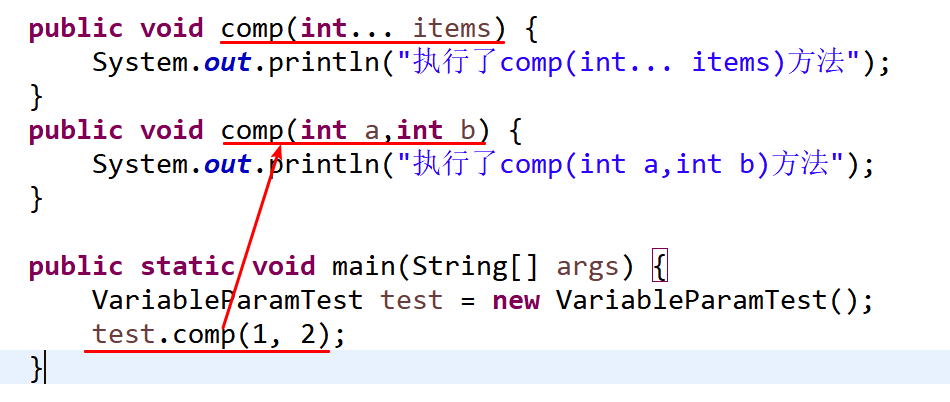 public void comp(int... items) {
System.out.println("执行了comp(int... items)方法");
}
public void comp(int a,int b) {
System.out.println("执行了comp(int a,int b)方法");
}
public static void main(String[] args) {
VariableParamTest test = new VariableParamTest();
test.comp(1, 2);
}